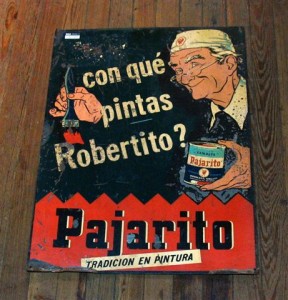 con qué
pintas
Robertito?
Pajarito
Pajarito
TRADICION EN PINTURA